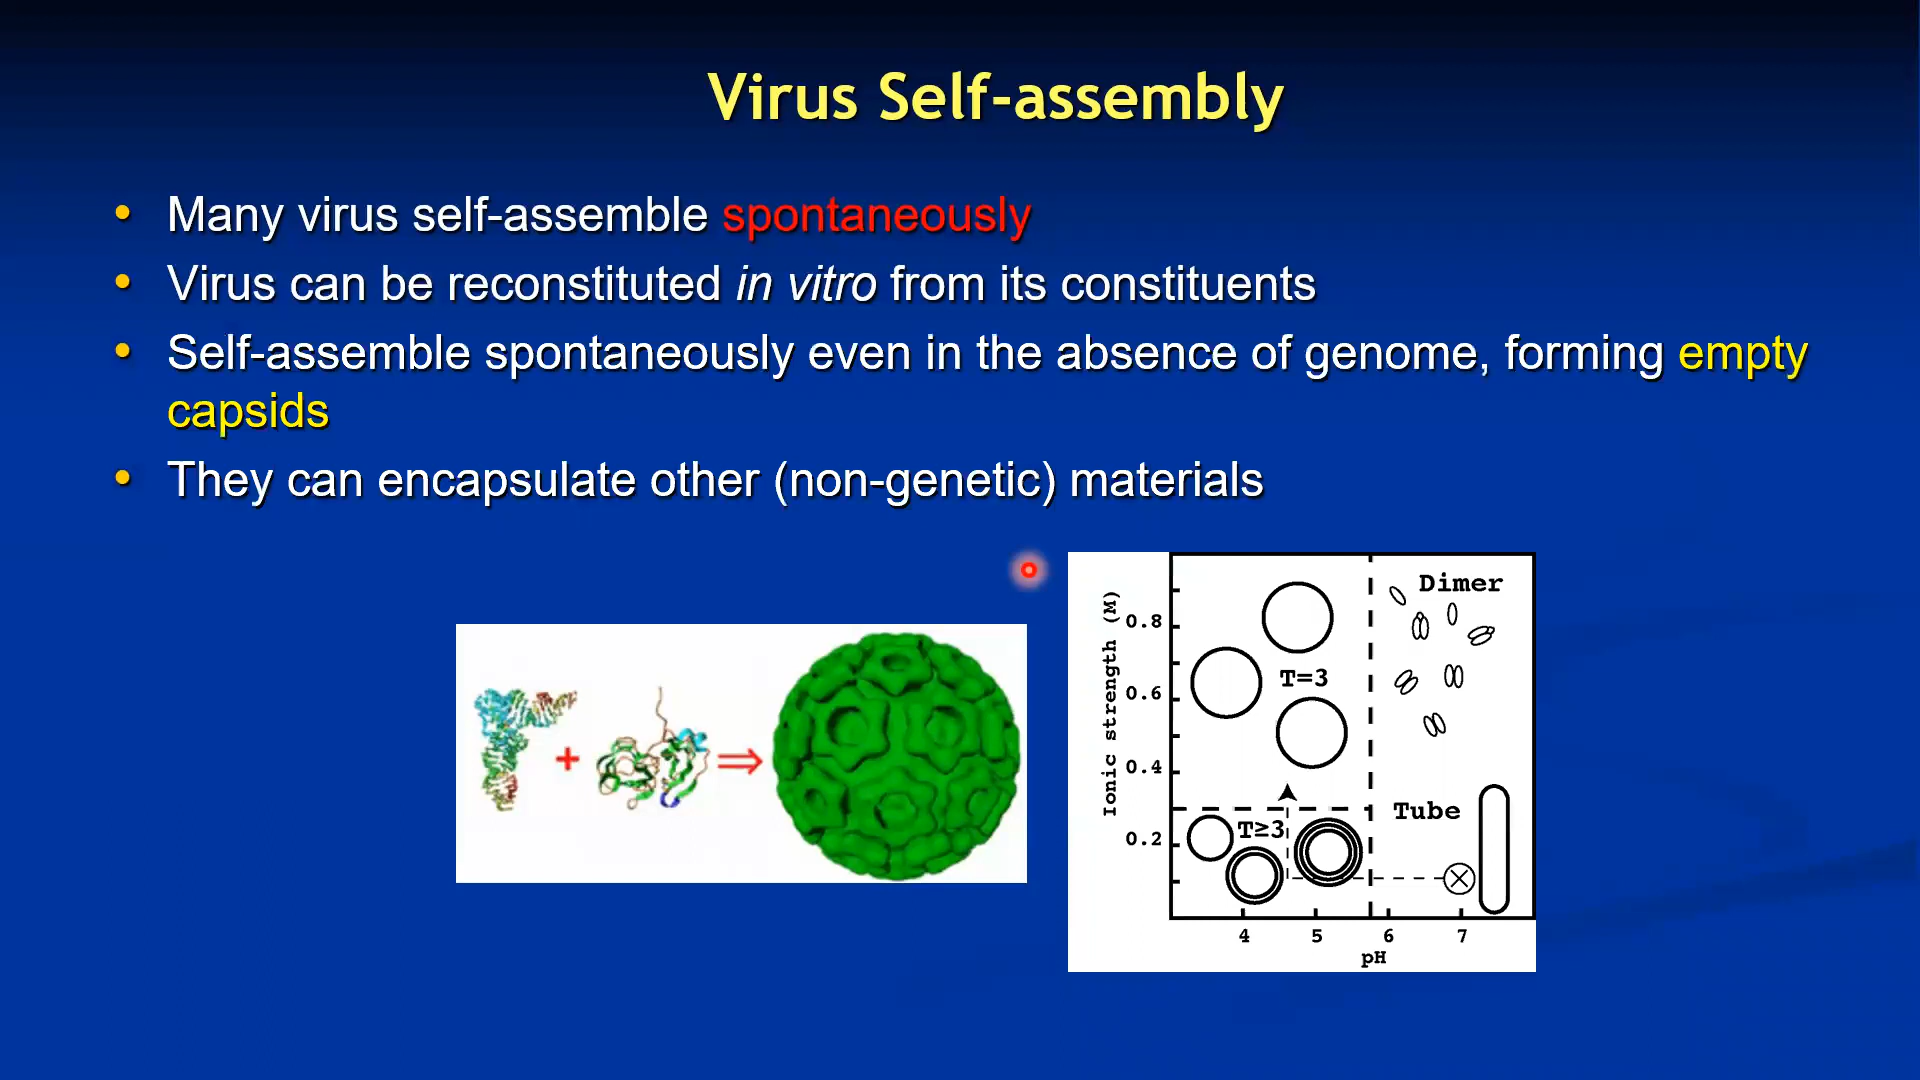 Virus Self-assembly
• Many virus self-assemble spontaneously
• Virus can be reconstituted in vitro from its constituents
• Self-assemble spontaneously even in the absence of genome, forming empty
capsids
• They can encapsulate other (non-genetic) materials
+
⇒
Ionic strength (M)
0.8
0.6
0.4
0.2
Dimer
T=3
Tube
T≥3
4 5 6 7
pH